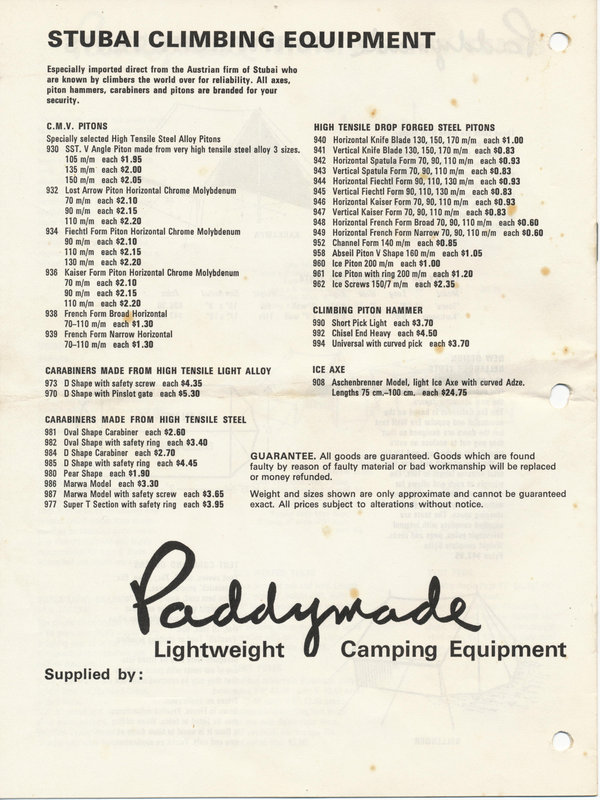 STUBAI CLIMBING EQUIPMENT
Especially imported direct from the Austrian firm of Stubai who
are known by climbers the world over for reliability. All axes,
piton hammers, carabiners and pitons are branded for your
security.
C.M.V. PITONS
Specially selected High Tensile Steel Alloy Pitons
930 SST. V Angle Piton made from very high tensile steel alloy 3 sizes.
105 m/m each $1.95
135 m/m each $2.00
150 m/m each $2.05
932 Lost Arrow Piton Horizontal Chrome Molybdenum
70 m/m each $2.10
90 m/m each $2.15
110 m/m each $2.20
934 Fiechtl Form Piton Horizontal Chrome Molybdenum
90 m/m each $2.10
110 m/m each $2.15
130 m/m each $2.20
936 Kaiser Form Piton Horizontal Chrome Molybdenum
70 m/m each $2.10
90 m/m each $2.15
110 m/m each $2.20
938 French Form Broad Horizontal
70-110 m/m each $1.30
939 French Form Narrow Horizontal
70-110 m/m each $1.30
CARABINERS MADE FROM HIGH TENSILE LIGHT ALLOY
973 D Shape with safety screw each $4.35
970 D Shape with Pinslot gate each $5.30
CARABINERS MADE FROM HIGH TENSILE STEEL
981 Oval Shape Carabiner each $2.60
982 Oval Shape with safety ring each $3.40
984 D Shape Carabiner each $2.70
985 D Shape with safety ring each $4.45
980 Pear Shape each $1.90
986 Marwa Model each $3.30
987 Marwa Model with safety screw each $3.65
977 Super T Section with safety ring each $3.95
HIGH TENSILE DROP FORGED STEEL PITONS
940 Horizontal Knife Blade 130, 150, 170 m/m each $1.00
941 Vertical Knife Blade 130, 150, 170 m/m each $0.83
942 Horizontal Spatula Form 70, 90, 110 m/m each $0.93
943 Vertical Spatula Form 70, 90, 110 m/m each $0.83
944 Horizontal Fiechtl Form 90, 110, 130 m/m each $0.93
945 Vertical Fiechtl Form 90, 110, 130 m/m each $0.83
946 Horizontal Kaiser Form 70, 90, 110 m/m each $0.93
947 Vertical Kaiser Form 70, 90, 110 m/m each $0.83
948 Horizontal French Form Broad 70, 90, 110 m/m each $0.60
949 Horizontal French Form Narrow 70, 90, 110 m/m each $0.60
952 Channel Form 140 m/m each $0.85
958 Abseil Piton V Shape 160 m/m each $1.05
960 Ice Piton 200 m/m each $1.00
961 Ice Piton with ring 200 m/m each $1.20
962 Ice Screws 150/7 m/m each $2.35
CLIMBING PITON HAMMER
990 Short Pick Light each $3.70
992 Chisel End Heavy each $4.50
994 Universal with curved pick each $3.70
ICE AXE
908 Aschenbrenner Model, light Ice Axe with curved Adze.
Lengths 75 cm.-100 cm. each $24.75
GUARANTEE. All goods are guaranteed. Goods which are found
faulty by reason of faulty material or bad workmanship will be replaced
or money refunded.
Weight and sizes shown are only approximate and cannot be guaranteed
exact. All prices subject to alterations without notice.
Paddymade
Lightweight Camping Equipment
Supplied by: